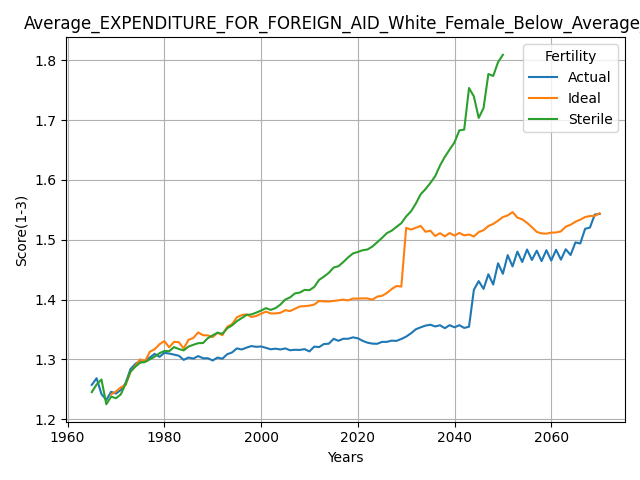 Average_EXPENDITURE_FOR_FOREIGN_AID_White_Female_Below_Average
Fertility
Actual
Ideal
Sterile
Score(1-3)
1.8
1.7
1.6
1.5
1.4
1.3
1.2
1960 1980 2000 2020 2040 2060
Years